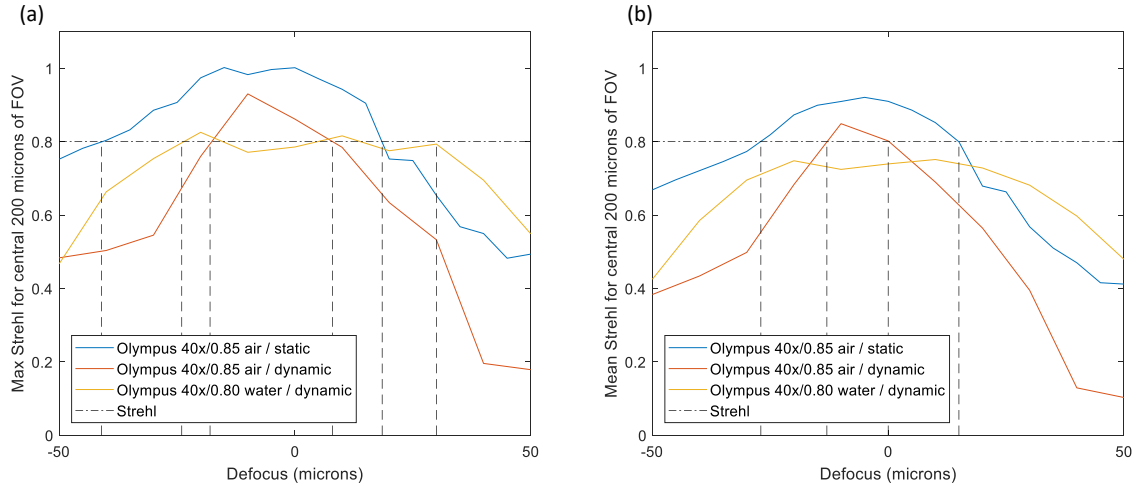 (a)
Max Strehl for central 200 microns of FOV
1
0.8
0.6
0.4
0.2
0
-50
0
50
Defocus (microns)
Olympus 40x/0.85 air / static
Olympus 40x/0.85 air / dynamic
Olympus 40x/0.80 water / dynamic
Strehl
(b)
Mean Strehl for central 200 microns of FOV
1
0.8
0.6
0.4
0.2
0
-50
0
50
Defocus (microns)
Olympus 40x/0.85 air / static
Olympus 40x/0.85 air / dynamic
Olympus 40x/0.80 water / dynamic
Strehl